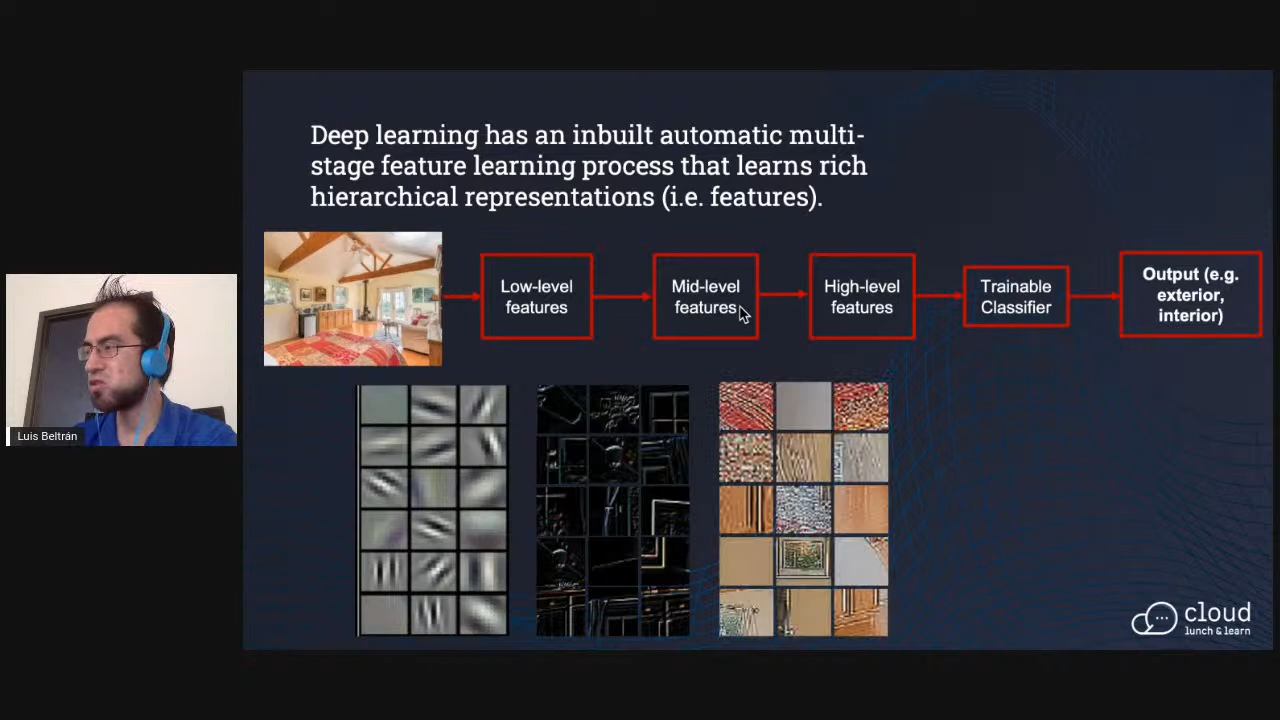 Deep learning has an inbuilt automatic multi-
stage feature learning process that learns rich
hierarchical representations (i.e. features).
Low-level
features
Mid-level
features
High-level
features
Trainable
Classifier
Output (e.g.
exterior,
interior)
Luis Beltrán
cloud
lunch & learn